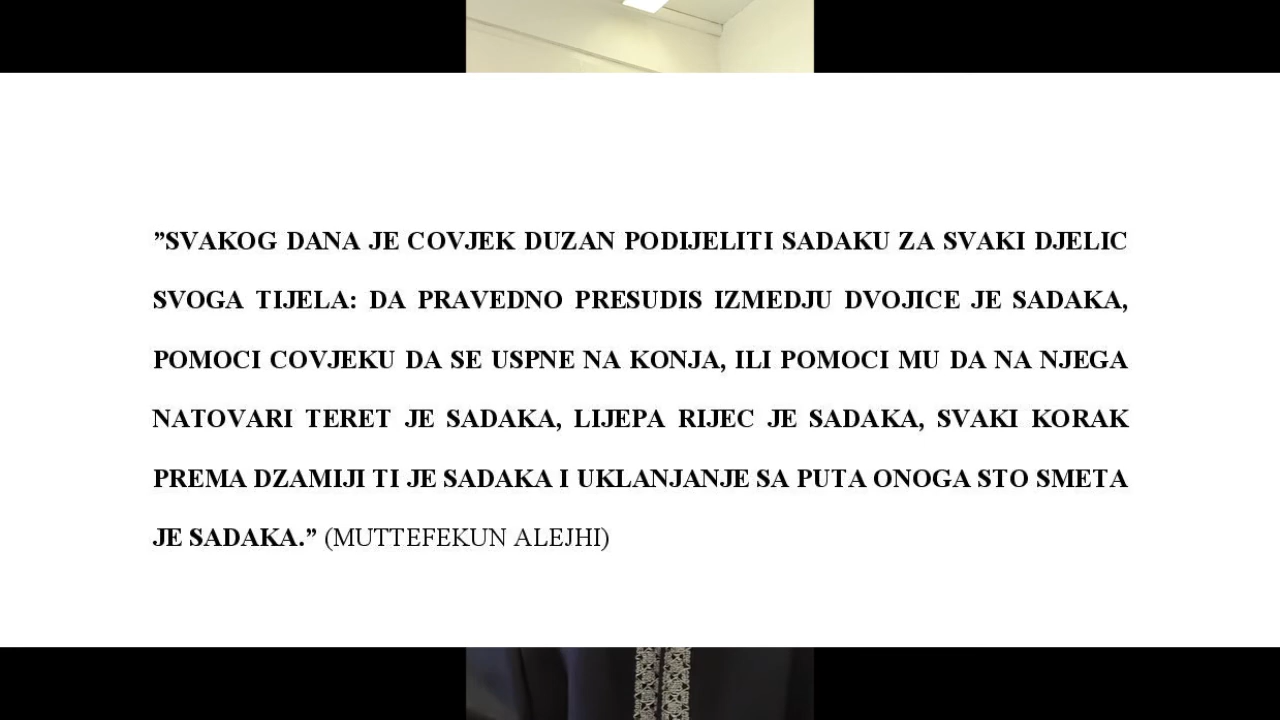 ”SVAKOG DANA JE COVJEK DUZAN PODIJELITI SADAKU ZA SVAKI DJELIC
SVOGA TIJELA: DA PRAVEDNO PRESUDIS IZMEDJU DVOJICE JE SADAKA,
POMOCI COVJEKU DA SE USPNE NA KONJA, ILI POMOCI MU DA NA NJEGA
NATOVARI TERET JE SADAKA, LIJEPA RIJEC JE SADAKA, SVAKI KORAK
PREMA DZAMIJI TI JE SADAKA I UKLANJANJE SA PUTA ONOGA STO SMETA
JE SADAKA.” (MUTTEFEKUN ALEJHI)